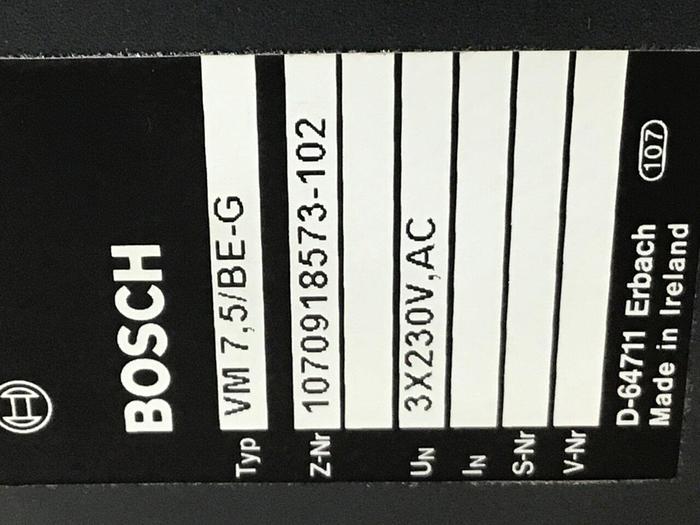 BOSCH
Typ VM 7,5/BE-G
Z-Nr 1070918573-102
UN 3X230V,AC
IN
S-Nr
V-Nr
D-64711 Erbach 107
Made in Ireland